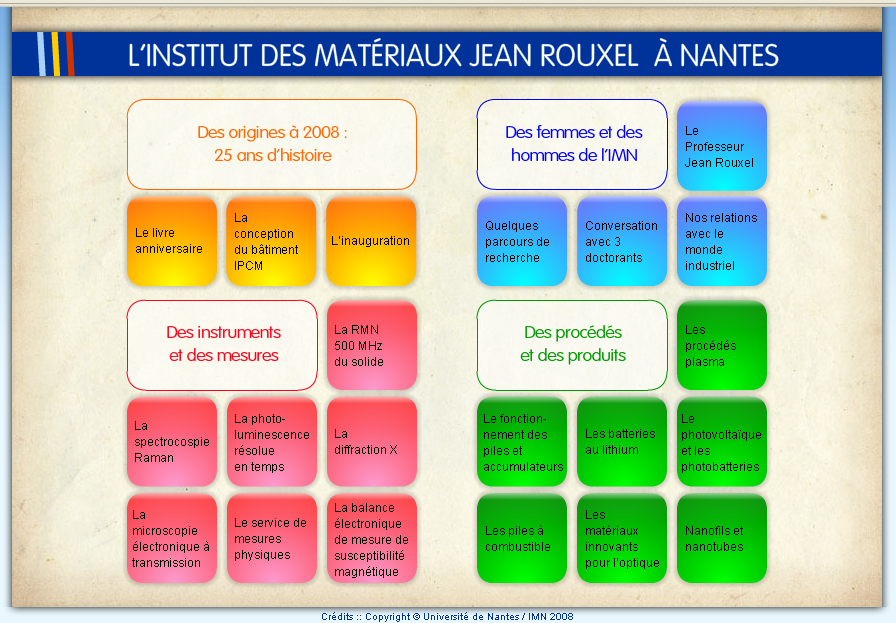 L'INSTITUT DES MATÉRIAUX JEAN ROUXEL À NANTES
Des origines à 2008 :
25 ans d'histoire
Le livre
anniversaire
La
conception
du bâtiment
IPCM
L'inauguration
Des femmes et des
hommes de l'IMN
Le
Professeur
Jean Rouxel
Quelques
parcours de
recherche
Conversation
avec 3
doctorants
Nos relations
avec le
monde
industriel
Des instruments
et des mesures
La RMN
500 MHz
du solide
La
spectrocospie
Raman
La photo-
luminescence
résolue
en temps
La
diffraction X
La
microscopie
électronique à
transmission
Le service de
mesures
physiques
La balance
électronique
de mesure de
susceptibilité
magnétique
Des procédés
et des produits
Les
procédés
plasma
Le fonction-
nement des
piles et
accumulateurs
Les batteries
au lithium
Le
photovoltaïque
et les
photobatteries
Les piles à
combustible
Les
matériaux
innovants
pour l'optique
Nanofils et
nanotubes
Crédits :: Copyright © Université de Nantes / IMN 2008